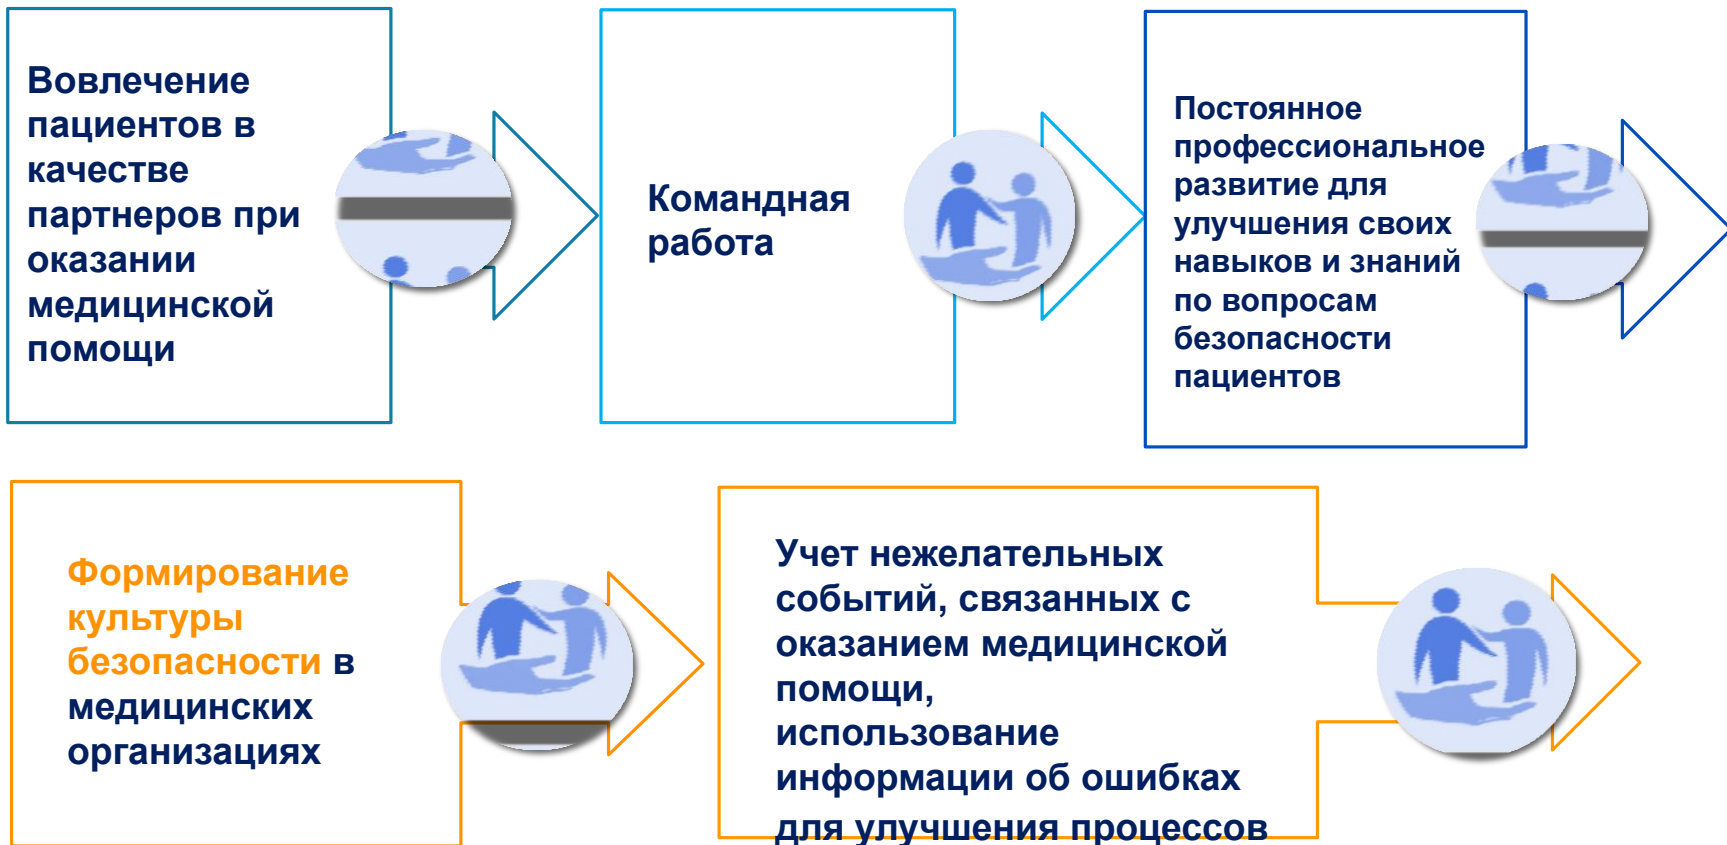 Вовлечение
пациентов в
качестве
партнеров при
оказании
медицинской
помощи
Командная
работа
Постоянное
профессиональное
развитие для
улучшения своих
навыков и знаний
по вопросам
безопасности
пациентов
Формирование
культуры
безопасности в
медицинских
организациях
Учет нежелательных
событий, связанных с
оказанием медицинской
помощи,
использование
информации об ошибках
для улучшения процессов